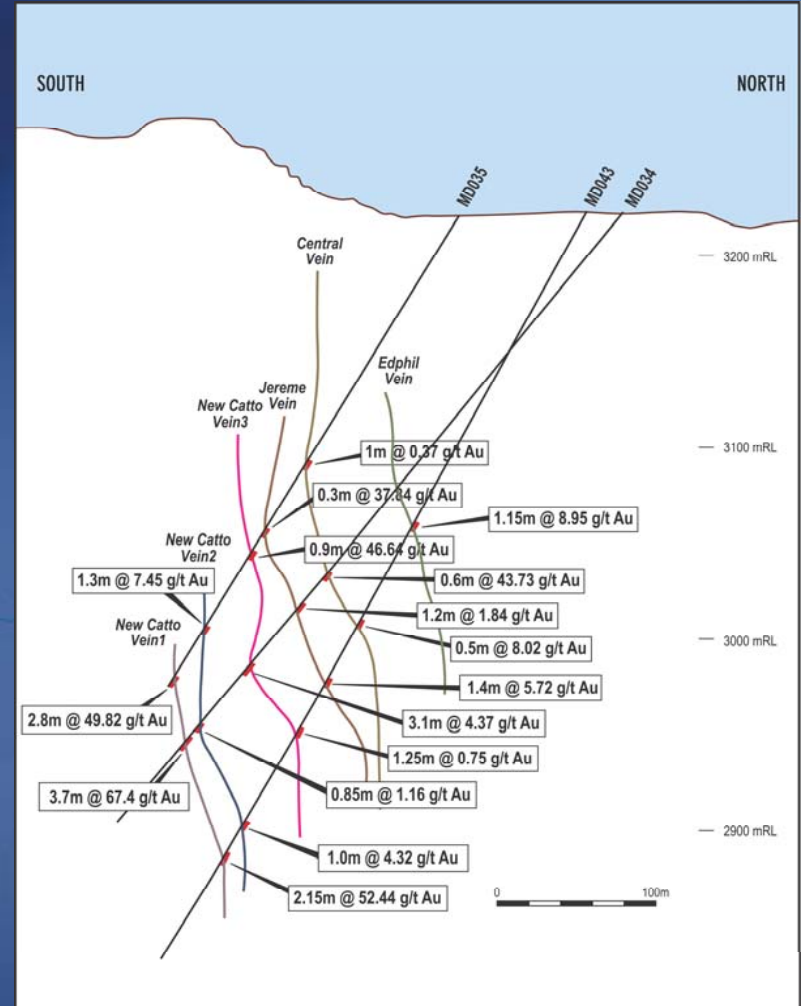 SOUTH
NORTH
MD035
MD043
MD034
3200 mRL
Central
Vein
Edphil
Vein
Jereme
Vein
New Catto
Vein3
3100 mRL
1m @ 0.37 g/t Au
0.3m @ 37.84 g/t Au
1.15m @ 8.95 g/t Au
New Catto
Vein2
0.9m @ 46.64 g/t Au
1.3m @ 7.45 g/t Au
0.6m @ 43.73 g/t Au
1.2m @ 1.84 g/t Au
New Catto
Vein1
3000 mRL
0.5m @ 8.02 g/t Au
1.4m @ 5.72 g/t Au
2.8m @ 49.82 g/t Au
3.1m @ 4.37 g/t Au
1.25m @ 0.75 g/t Au
3.7m @ 67.4 g/t Au
0.85m @ 1.16 g/t Au
2900 mRL
1.0m @ 4.32 g/t Au
2.15m @ 52.44 g/t Au
0
100m